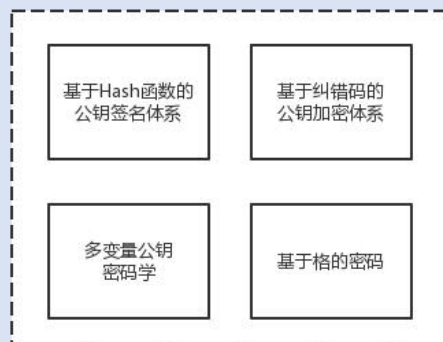 基于Hash函数的
公钥签名体系
基于纠错码的
公钥加密体系
多变量公钥
密码学
基于格的密码